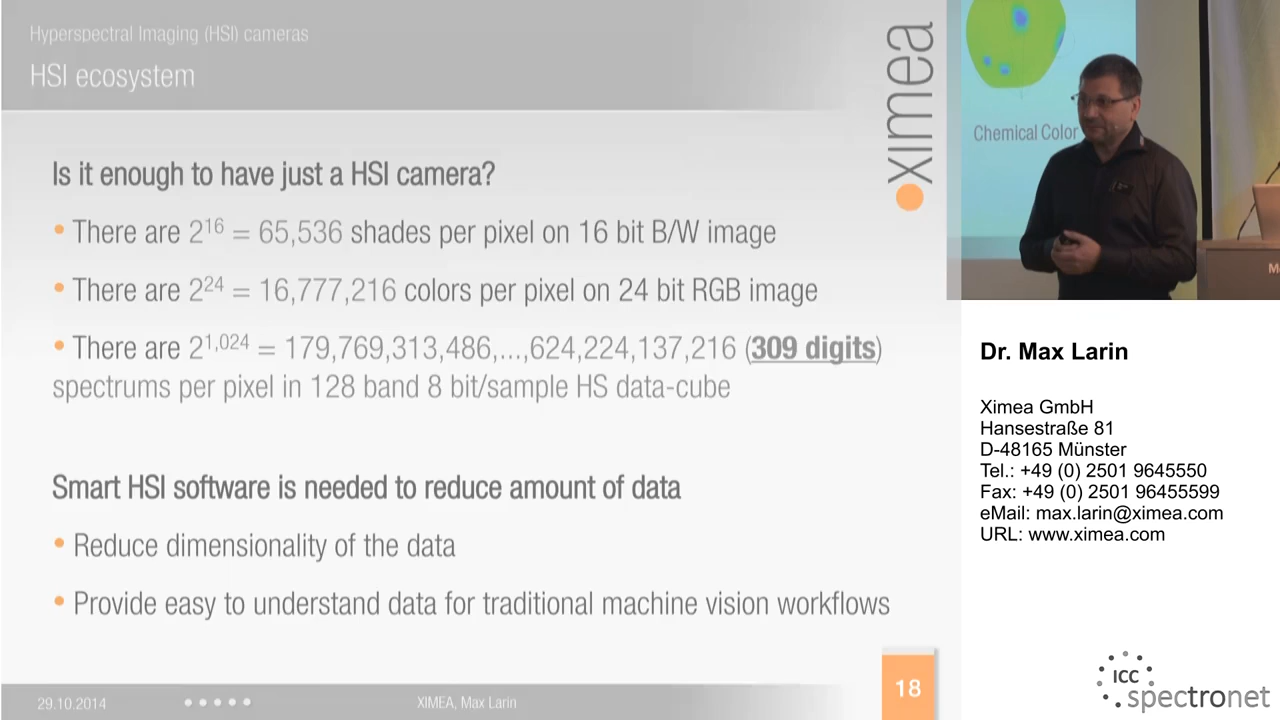 Hyperspectral Imaging (HSI) cameras
HSI ecosystem
ximea
Is it enough to have just a HSI camera?
• There are 2¹⁶ = 65,536 shades per pixel on 16 bit B/W image
• There are 2²⁴ = 16,777,216 colors per pixel on 24 bit RGB image
• There are 2¹,⁰²⁴ = 179,769,313,486,...,624,224,137,216 (309 digits)
spectrums per pixel in 128 band 8 bit/sample HS data-cube
Smart HSI software is needed to reduce amount of data
• Reduce dimensionality of the data
• Provide easy to understand data for traditional machine vision workflows
29.10.2014
XIMEA, Max Larin
18
Chemical Color
Dr. Max Larin
Ximea GmbH
Hansestraße 81
D-48165 Münster
Tel.: +49 (0) 2501 9645550
Fax: +49 (0) 2501 96455599
eMail: max.larin@ximea.com
URL: www.ximea.com
ICC
spectronet